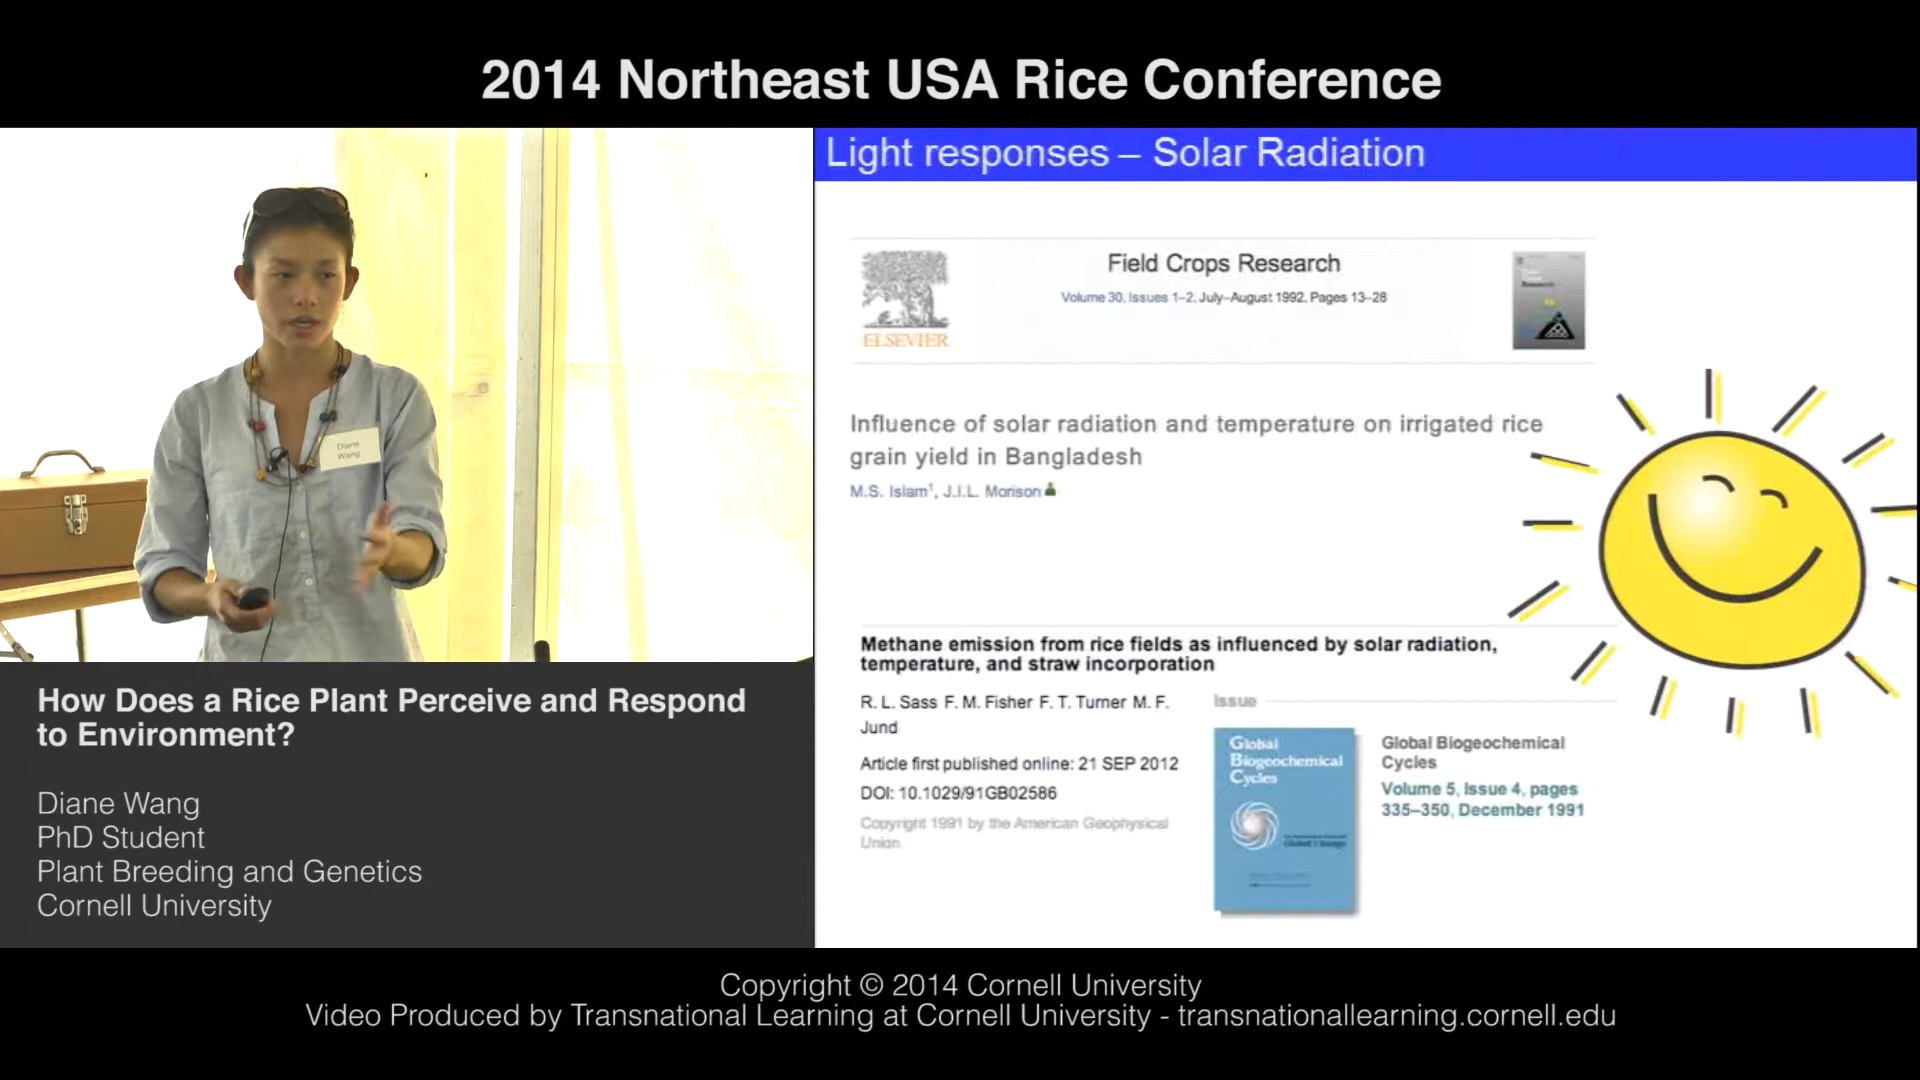 2014 Northeast USA Rice Conference
Diane
Wang
How Does a Rice Plant Perceive and Respond
to Environment?
Diane Wang
PhD Student
Plant Breeding and Genetics
Cornell University
Light responses – Solar Radiation
ELSEVIER
Field Crops Research
Volume 30, Issues 1–2, July–August 1992, Pages 13–28
Influence of solar radiation and temperature on irrigated rice
grain yield in Bangladesh
M.S. Islam¹, J.I.L. Morison
Methane emission from rice fields as influenced by solar radiation,
temperature, and straw incorporation
R. L. Sass F. M. Fisher F. T. Turner M. F.
Jund
Article first published online: 21 SEP 2012
DOI: 10.1029/91GB02586
Copyright 1991 by the American Geophysical
Union.
Issue
Global
Biogeochemical
Cycles
Global Change
Global Biogeochemical
Cycles
Volume 5, Issue 4, pages
335–350, December 1991
Copyright © 2014 Cornell University
Video Produced by Transnational Learning at Cornell University - transnationallearning.cornell.edu